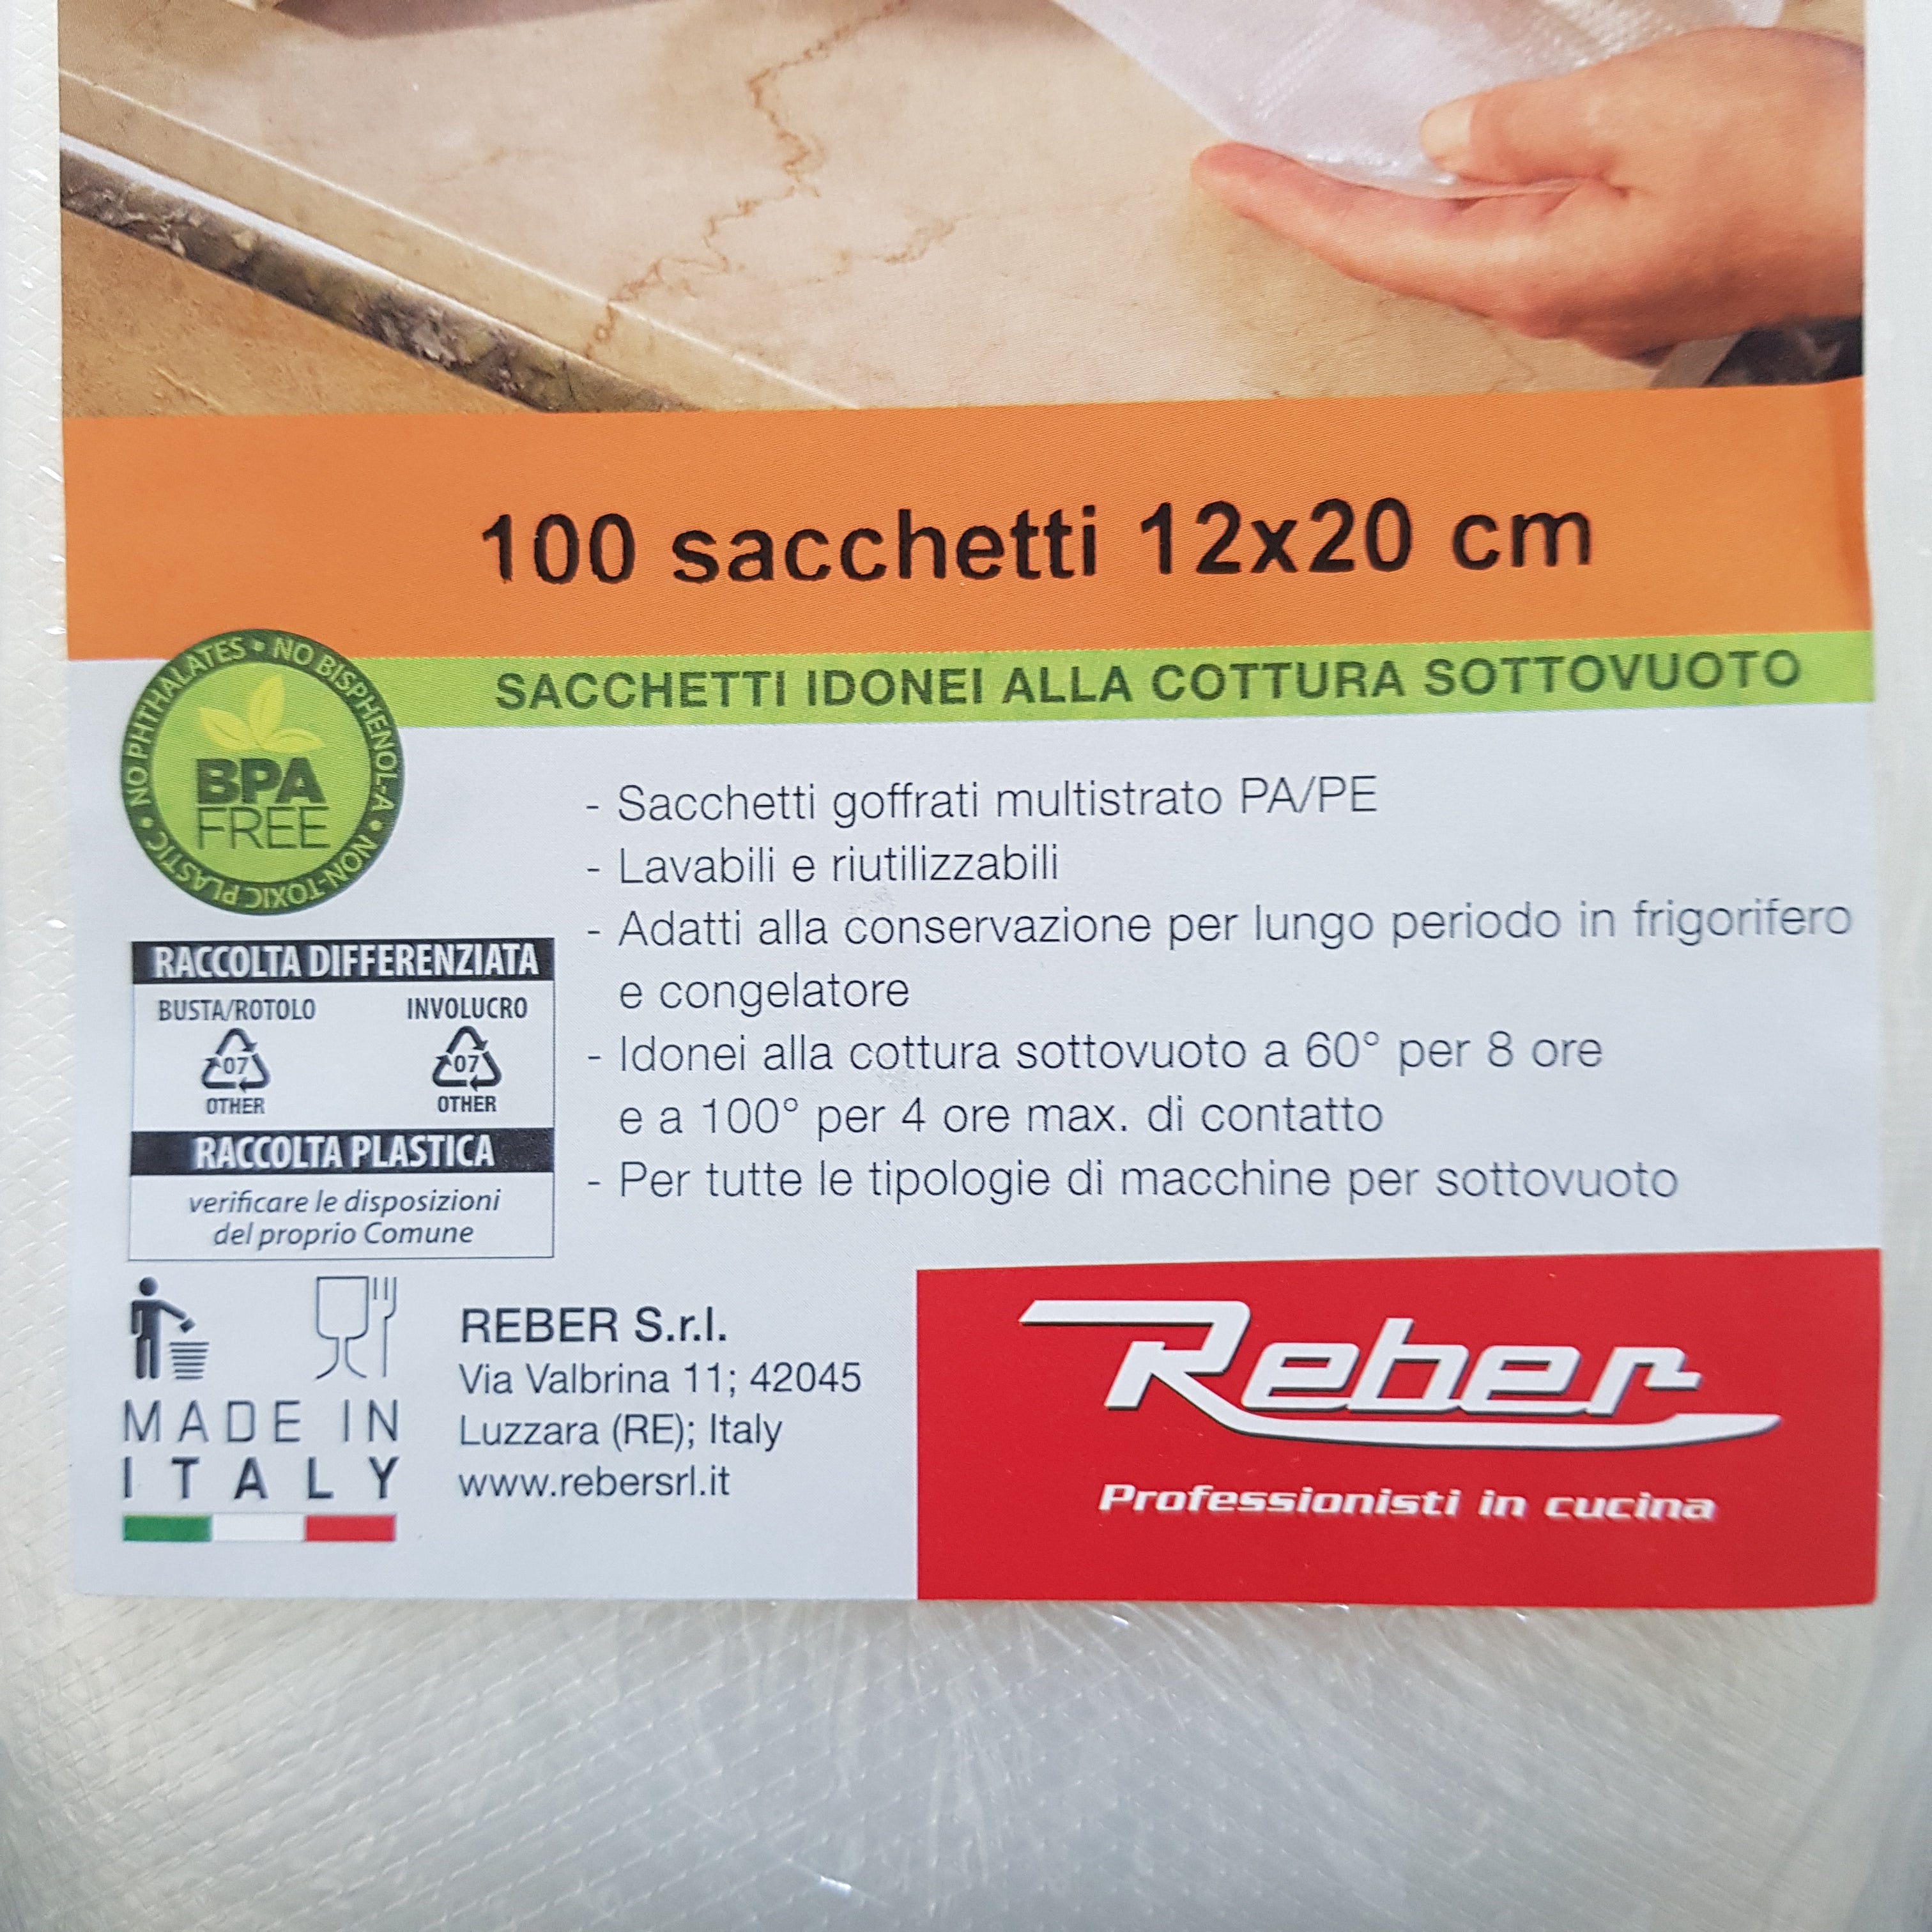 100 sacchetti 12x20 cm
SACCHETTI IDONEI ALLA COTTURA SOTTOVUOTO
NO PHTHALATES • NO BISPHENOL-A • NON-TOXIC PLASTIC •
BPA
FREE
- Sacchetti goffrati multistrato PA/PE
- Lavabili e riutilizzabili
- Adatti alla conservazione per lungo periodo in frigorifero
e congelatore
- Idonei alla cottura sottovuoto a 60° per 8 ore
e a 100° per 4 ore max. di contatto
- Per tutte le tipologie di macchine per sottovuoto
RACCOLTA DIFFERENZIATA
BUSTA/ROTOLO INVOLUCRO
07 07
OTHER OTHER
RACCOLTA PLASTICA
verificare le disposizioni
del proprio Comune
MADE IN
ITALY
REBER S.r.l.
Via Valbrina 11; 42045
Luzzara (RE); Italy
www.rebersrl.it
Reber
Professionisti in cucina